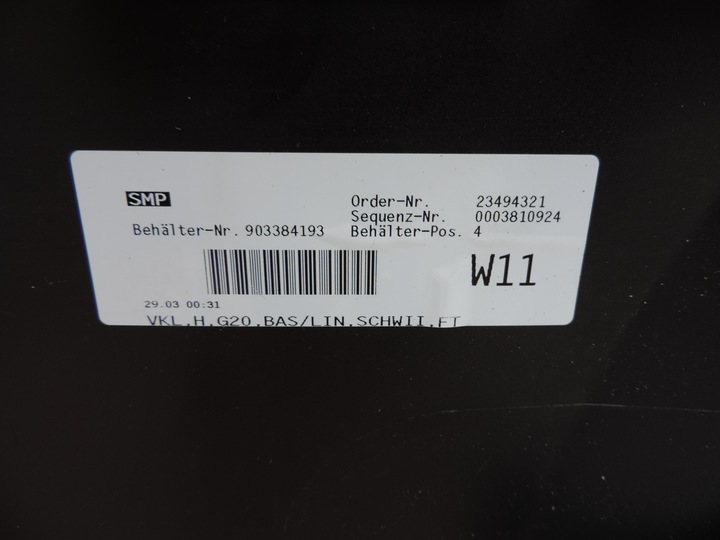 SMP
Order-Nr. 23494321
Sequenz-Nr. 0003810924
Behälter-Nr. 903384193 Behälter-Pos. 4
W11
29.03 00:31
VKL,H,G20,BAS/LIN,SCHWII,FT